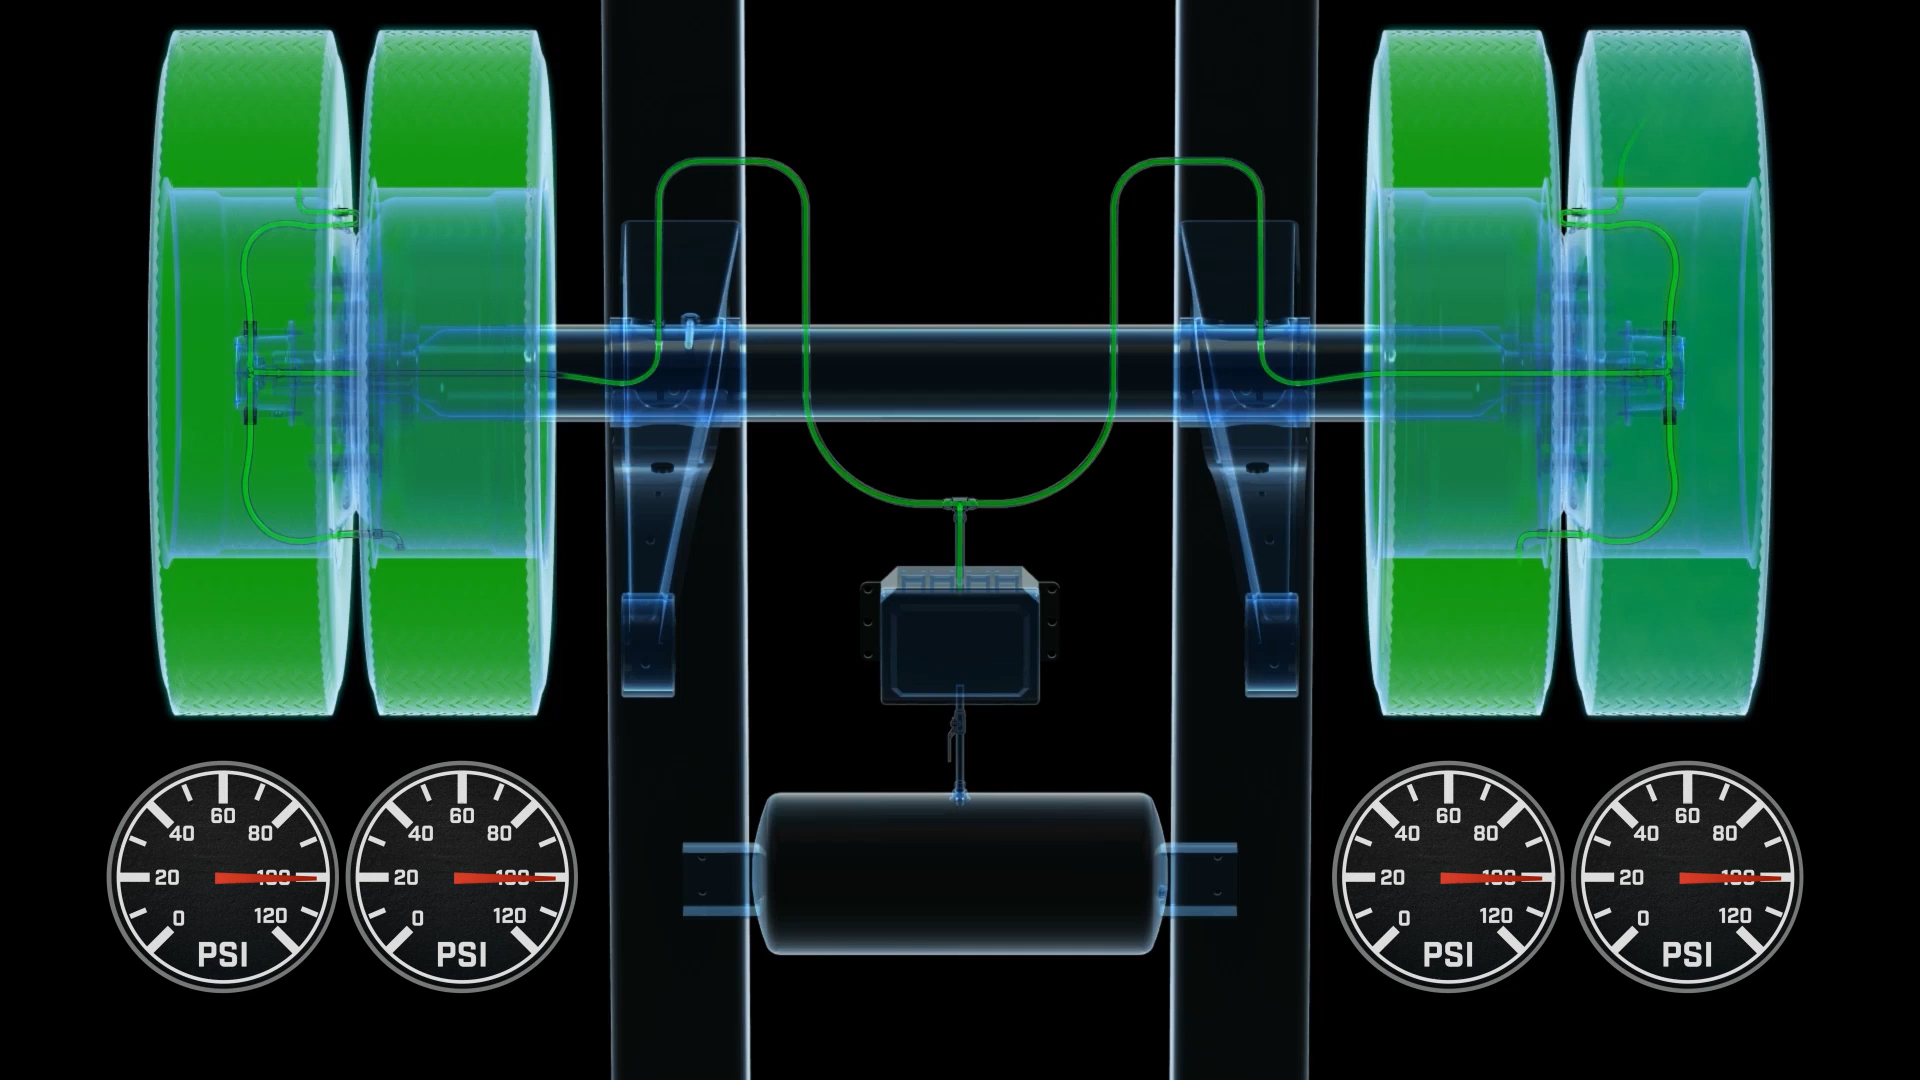 60 60 60 60
40 80 40 80 40 80 40 80
20 100 20 100 20 100 20 100
0 120 0 120 0 120 0 120
PSI PSI PSI PSI